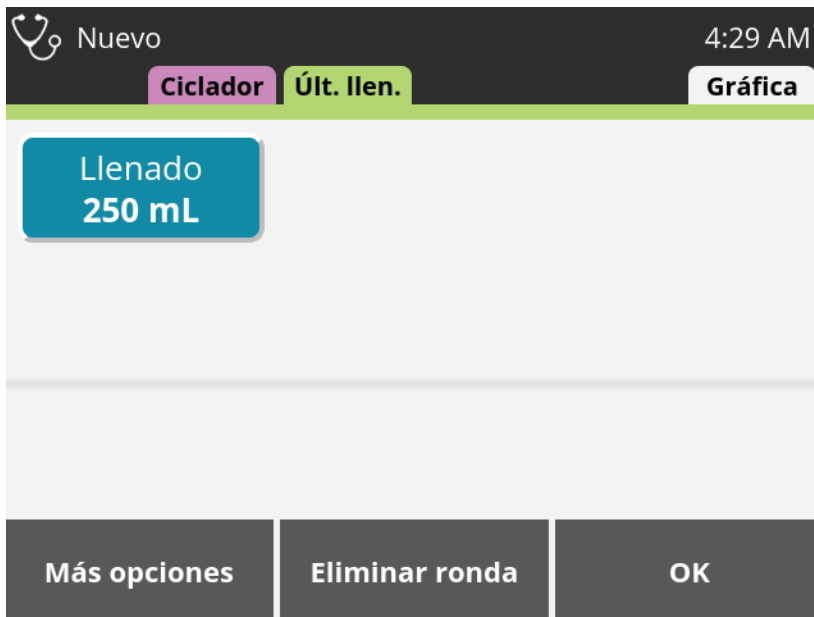 Nuevo 4:29 AM
Ciclador Últ. llen. Gráfica
Llenado
250 mL
Más opciones Eliminar ronda OK